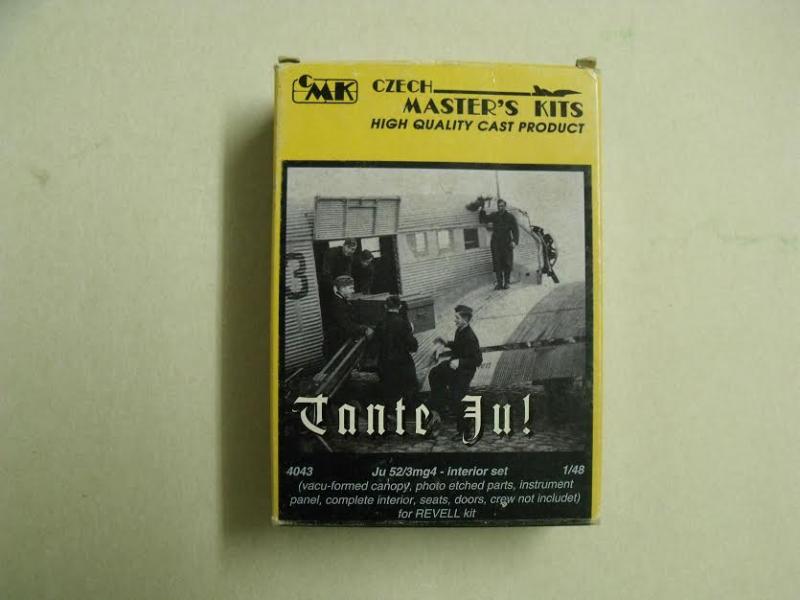 CMK
CZECH
MASTER'S KITS
HIGH QUALITY CAST PRODUCT
3
Tante Ju!
4043 Ju 52/3mg4 - interior set 1/48
(vacu-formed canopy, photo etched parts, instrument
panel, complete interior, seats, doors, crew not includet)
for REVELL kit